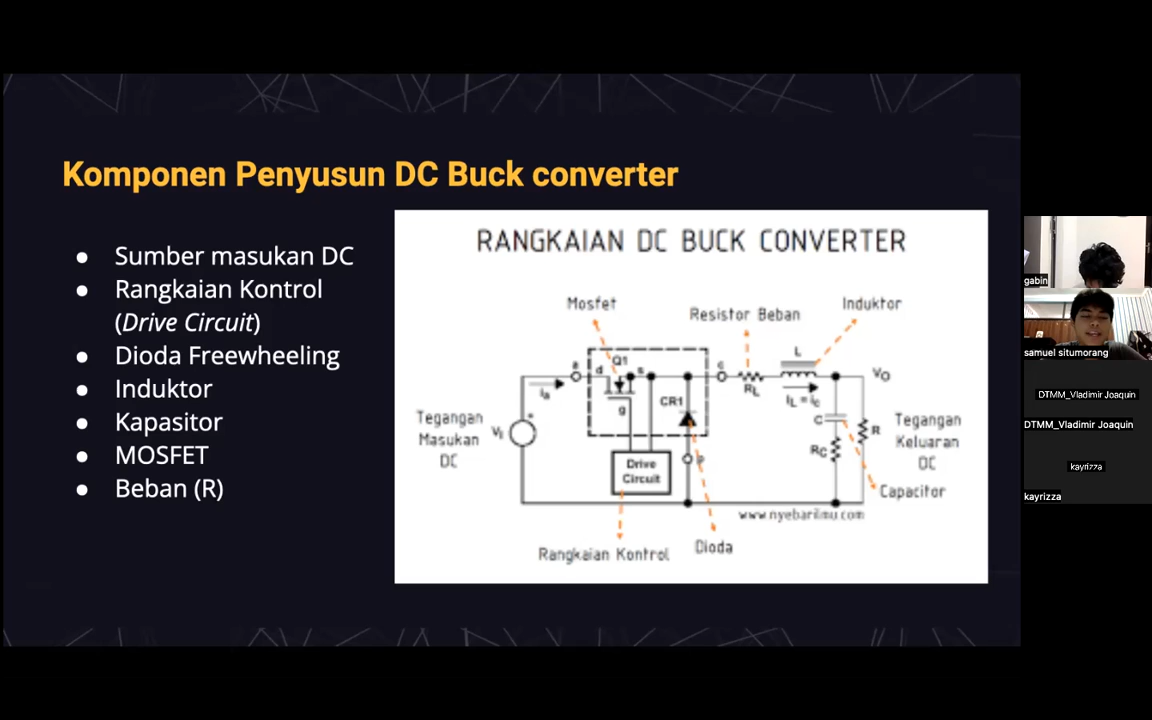 Komponen Penyusun DC Buck converter
Sumber masukan DC
Rangkaian Kontrol
(Drive Circuit)
Dioda Freewheeling
Induktor
Kapasitor
MOSFET
Beban (R)
RANGKAIAN DC BUCK CONVERTER
Mosfet
Resistor Beban
Induktor
Q1
a
d
s
c
L
VO
ia
g
CR1
RL
IL = ic
C
Tegangan
Masukan
DC
VI
+
R
RC
Tegangan
Keluaran
DC
Drive
Circuit
p
Capacitor
www.nyebarilmu.com
Rangkaian Kontrol
Dioda
gabin
samuel situmorang
DTMM_Vladimir Joaquin
DTMM_Vladimir Joaquin
kayrizza
kayrizza